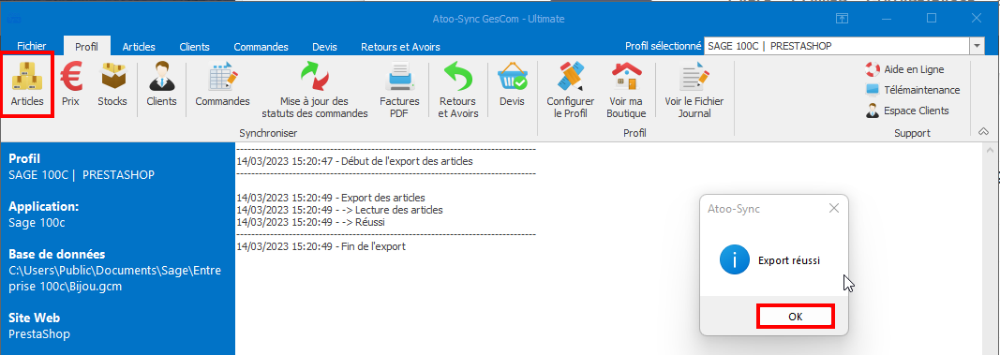 Atoo-Sync GesCom - Ultimate
Fichier Profil Articles Clients Commandes Devis Retours et Avoirs Profil sélectionné SAGE 100C | PRESTASHOP
Articles Prix Stocks Clients Commandes Mise à jour des statuts des commandes Factures PDF Retours et Avoirs Devis Configurer le Profil Voir ma Boutique Voir le Fichier Journal
Aide en Ligne
Télémaintenance
Espace Clients
Synchroniser Profil Support
Profil
SAGE 100C | PRESTASHOP
Application:
Sage 100c
Base de données
C:\Users\Public\Documents\Sage\Entre
prise 100c\Bijou.gcm
Site Web
PrestaShop
14/03/2023 15:20:47 - Début de l'export des articles
14/03/2023 15:20:49 - Export des articles
14/03/2023 15:20:49 - -> Lecture des articles
14/03/2023 15:20:49 - -> Réussi
14/03/2023 15:20:49 - Fin de l'export
Atoo-Sync
Export réussi
OK